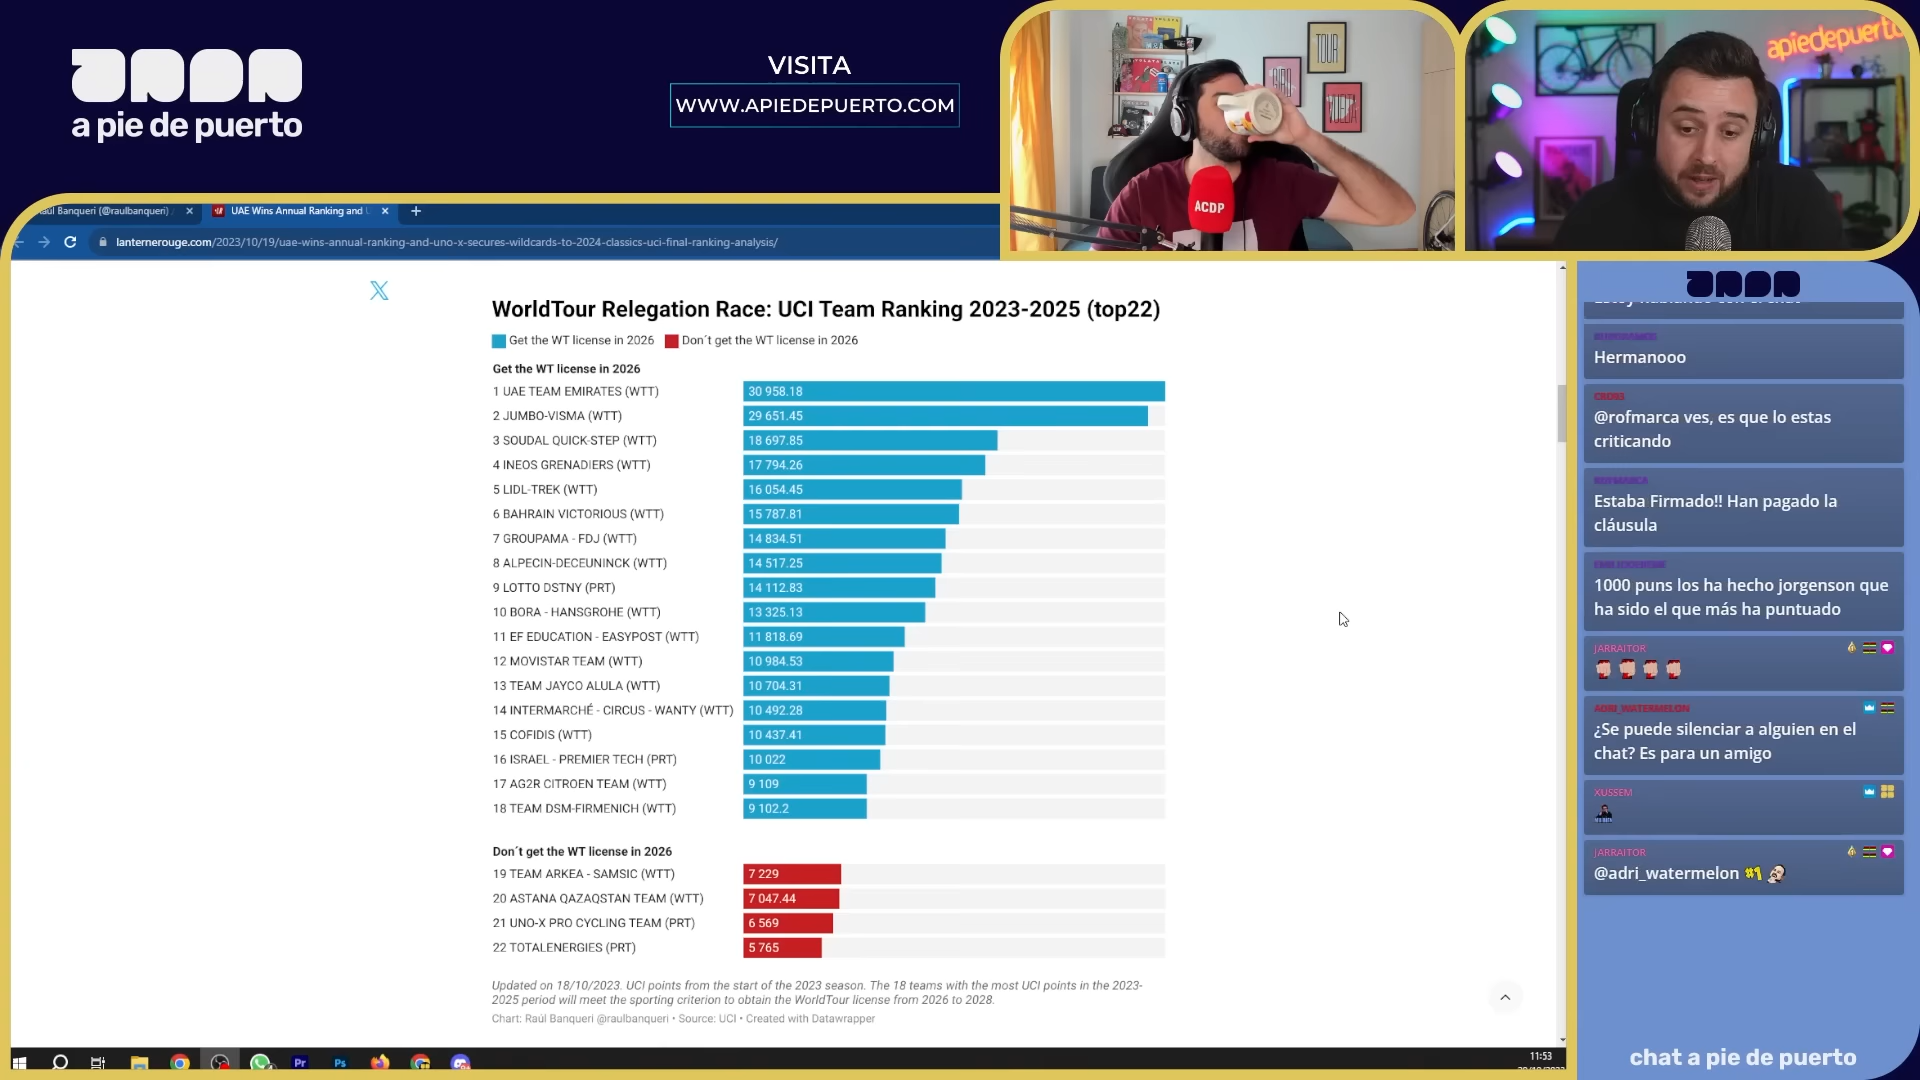 a pie de puerto
VISITA
WWW.APIEDEPUERTO.COM
TOUR
GIRO
ACDP
apiedepuerto
aul Banqueri (@raulbanqueri)
UAE Wins Annual Ranking and
lanternerouge.com/2023/10/19/uae-wins-annual-ranking-and-uno-x-secures-wildcards-to-2024-classics-uci-final-ranking-analysis/
WorldTour Relegation Race: UCI Team Ranking 2023-2025 (top22)
Get the WT license in 2026 Don´t get the WT license in 2026
Get the WT license in 2026
1 UAE TEAM EMIRATES (WTT) 30 958.18
2 JUMBO-VISMA (WTT) 29 651.45
3 SOUDAL QUICK-STEP (WTT) 18 697.85
4 INEOS GRENADIERS (WTT) 17 794.26
5 LIDL-TREK (WTT) 16 054.45
6 BAHRAIN VICTORIOUS (WTT) 15 787.81
7 GROUPAMA - FDJ (WTT) 14 834.51
8 ALPECIN-DECEUNINCK (WTT) 14 517.25
9 LOTTO DSTNY (PRT) 14 112.83
10 BORA - HANSGROHE (WTT) 13 325.13
11 EF EDUCATION - EASYPOST (WTT) 11 818.69
12 MOVISTAR TEAM (WTT) 10 984.53
13 TEAM JAYCO ALULA (WTT) 10 704.31
14 INTERMARCHÉ - CIRCUS - WANTY (WTT) 10 492.28
15 COFIDIS (WTT) 10 437.41
16 ISRAEL - PREMIER TECH (PRT) 10 022
17 AG2R CITROEN TEAM (WTT) 9 109
18 TEAM DSM-FIRMENICH (WTT) 9 102.2
Don´t get the WT license in 2026
19 TEAM ARKEA - SAMSIC (WTT) 7 229
20 ASTANA QAZAQSTAN TEAM (WTT) 7 047.44
21 UNO-X PRO CYCLING TEAM (PRT) 6 569
22 TOTALENERGIES (PRT) 5 765
Updated on 18/10/2023. UCI points from the start of the 2023 season. The 18 teams with the most UCI points in the 2023-
2025 period will meet the sporting criterion to obtain the WorldTour license from 2026 to 2028.
Chart: Raúl Banqueri @raulbanqueri • Source: UCI • Created with Datawrapper
Pr
Ps
11:53
Hermanooo
@rofmarca ves, es que lo estas
criticando
Estaba Firmado!! Han pagado la
cláusula
1000 puns los ha hecho jorgenson que
ha sido el que más ha puntuado
JARRAITOR
ADRI_WATERMELON
¿Se puede silenciar a alguien en el
chat? Es para un amigo
XUSSEM
JARRAITOR
@adri_watermelon #1
chat a pie de puerto